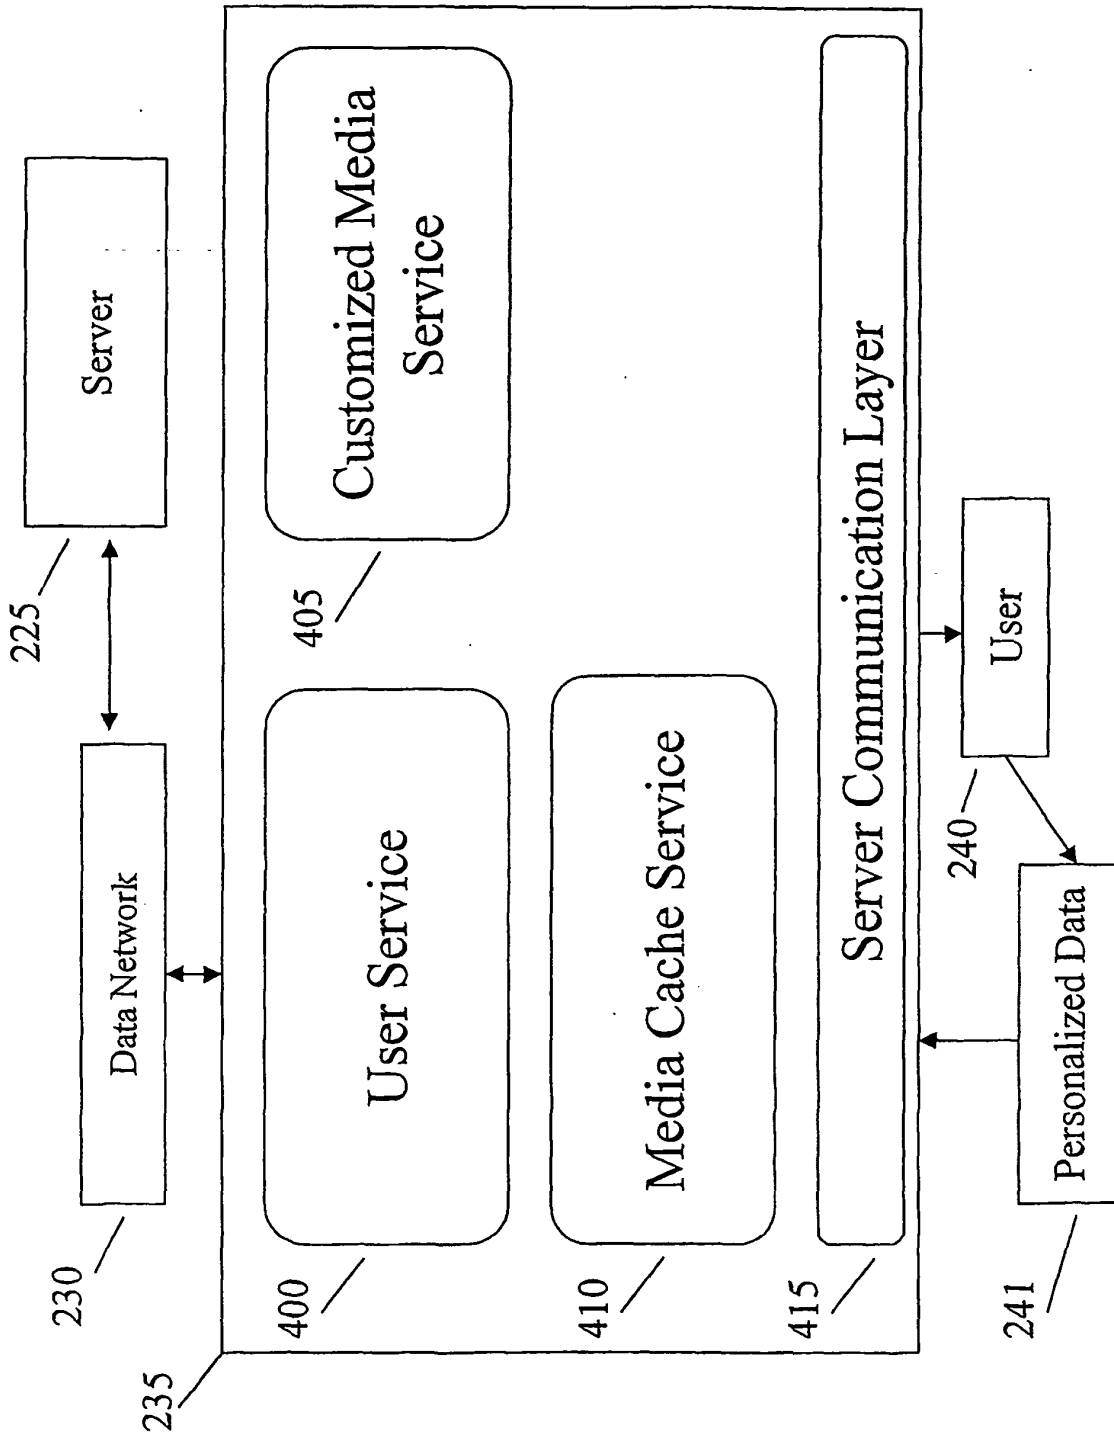 235
230
Data Network
225
Server
400
User Service
405
Customized Media
Service
410
Media Cache Service
415
Server Communication Layer
241
Personalized Data
240
User